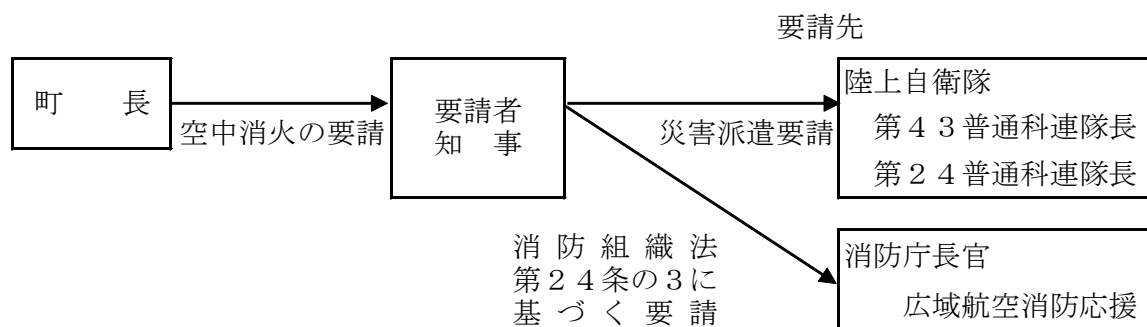 要請先
町　　長
空中消火の要請
要請者
知　事
災害派遣要請
陸上自衛隊
第４３普通科連隊長
第２４普通科連隊長
消防組織法
第２４条の３に
基づく要請
消防庁長官
広域航空消防応援